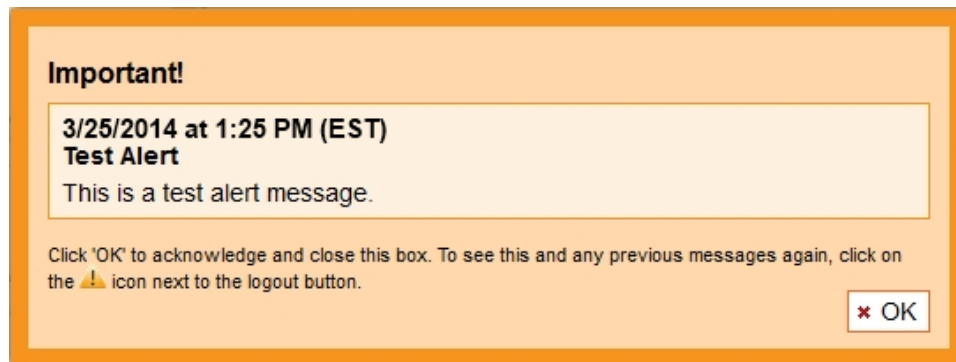 Important!
3/25/2014 at 1:25 PM (EST)
Test Alert
This is a test alert message.
Click 'OK' to acknowledge and close this box. To see this and any previous messages again, click on
the icon next to the logout button.
OK